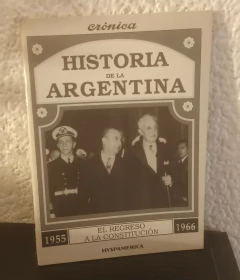 crónica
HISTORIA
DE LA
ARGENTINA
EL REGRESO
A LA CONSTITUCIÓN
1955
1966
HYSPAMERICA